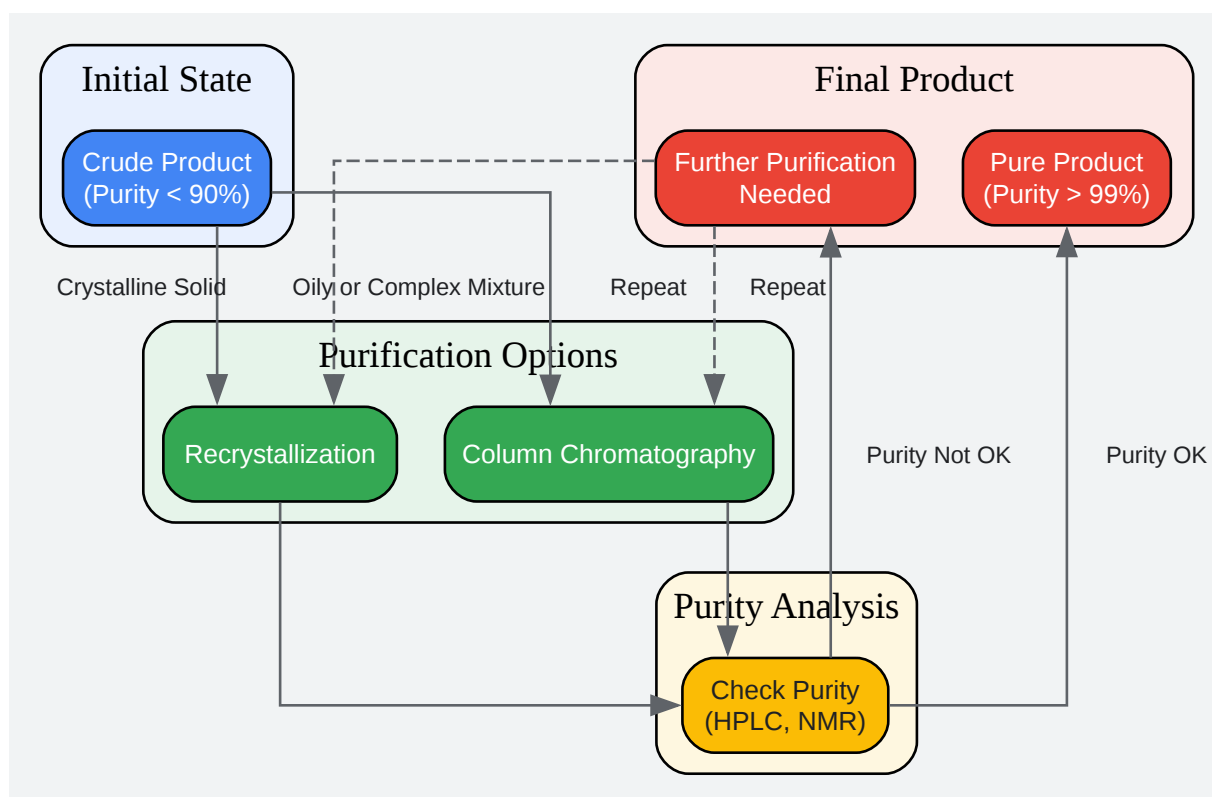 Initial State
Final Product
Crude Product
(Purity < 90%)
Further Purification
Needed
Pure Product
(Purity > 99%)
Crystalline Solid
Oily or Complex Mixture
Repeat
Repeat
Purification Options
Recrystallization
Column Chromatography
Purity Not OK
Purity OK
Purity Analysis
Check Purity
(HPLC, NMR)